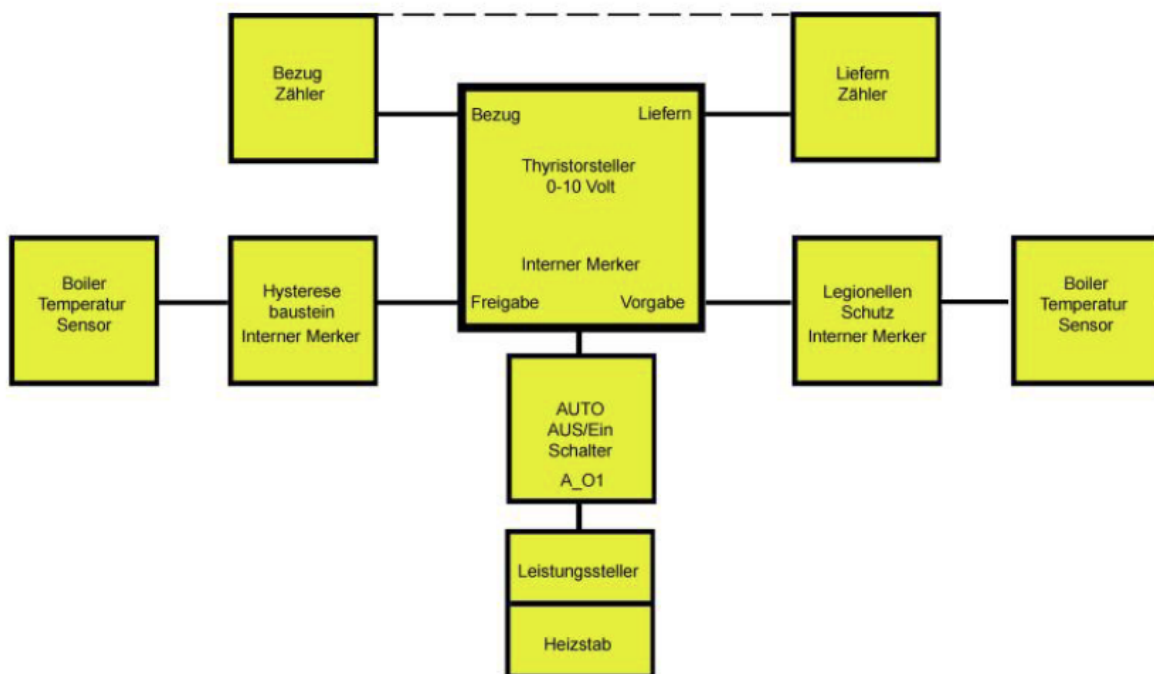 Bezug
Zähler
Liefern
Zähler
Bezug
Liefern
Thyristorsteller
0-10 Volt
Interner Merker
Freigabe
Vorgabe
Boiler
Temperatur
Sensor
Hysterese
baustein
Interner Merker
Legionellen
Schutz
Interner Merker
Boiler
Temperatur
Sensor
AUTO
AUS/Ein
Schalter
A_O1
Leistungssteller
Heizstab